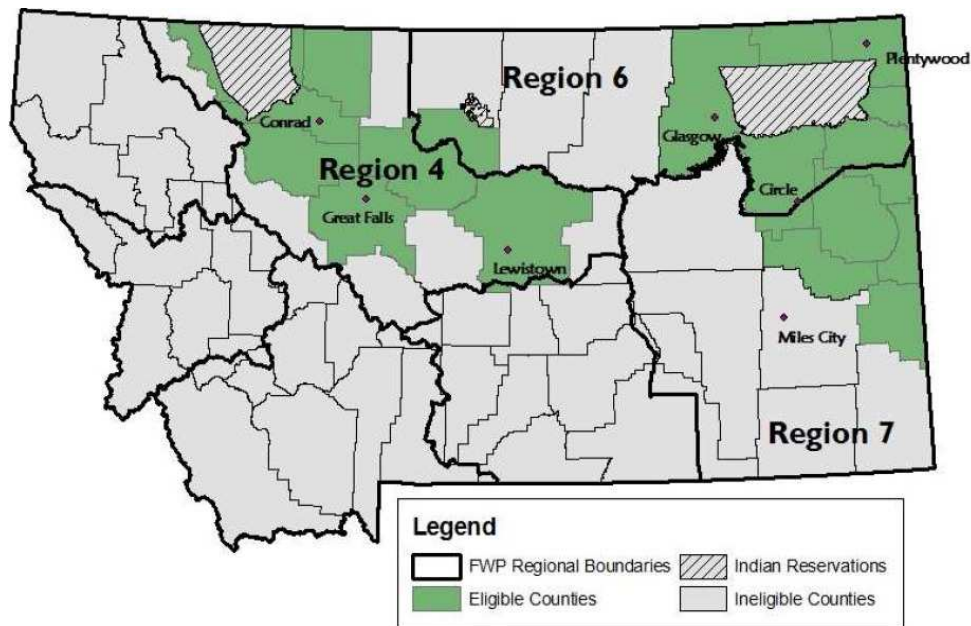 Plentywood
Region 6
Conrad
Glasgow
Region 4
Circle
Great Falls
Lewistown
Miles City
Region 7
Legend
FWP Regional Boundaries
Indian Reservations
Eligible Counties
Ineligible Counties